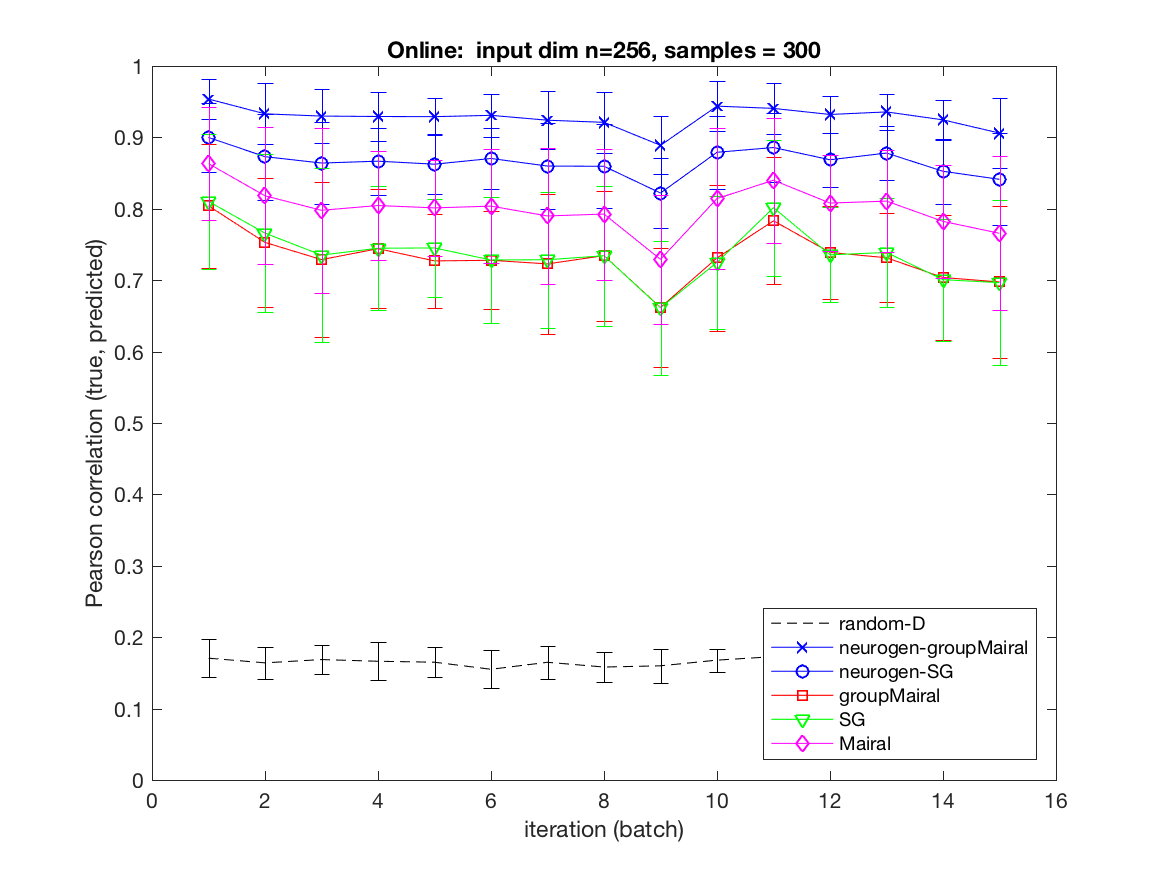 Online:  input dim n=256, samples = 300
Pearson correlation (true, predicted)
1
0.9
0.8
0.7
0.6
0.5
0.4
0.3
0.2
0.1
0
0 2 4 6 8 10 12 14 16
iteration (batch)
random-D
neurogen-groupMairal
neurogen-SG
groupMairal
SG
Mairal